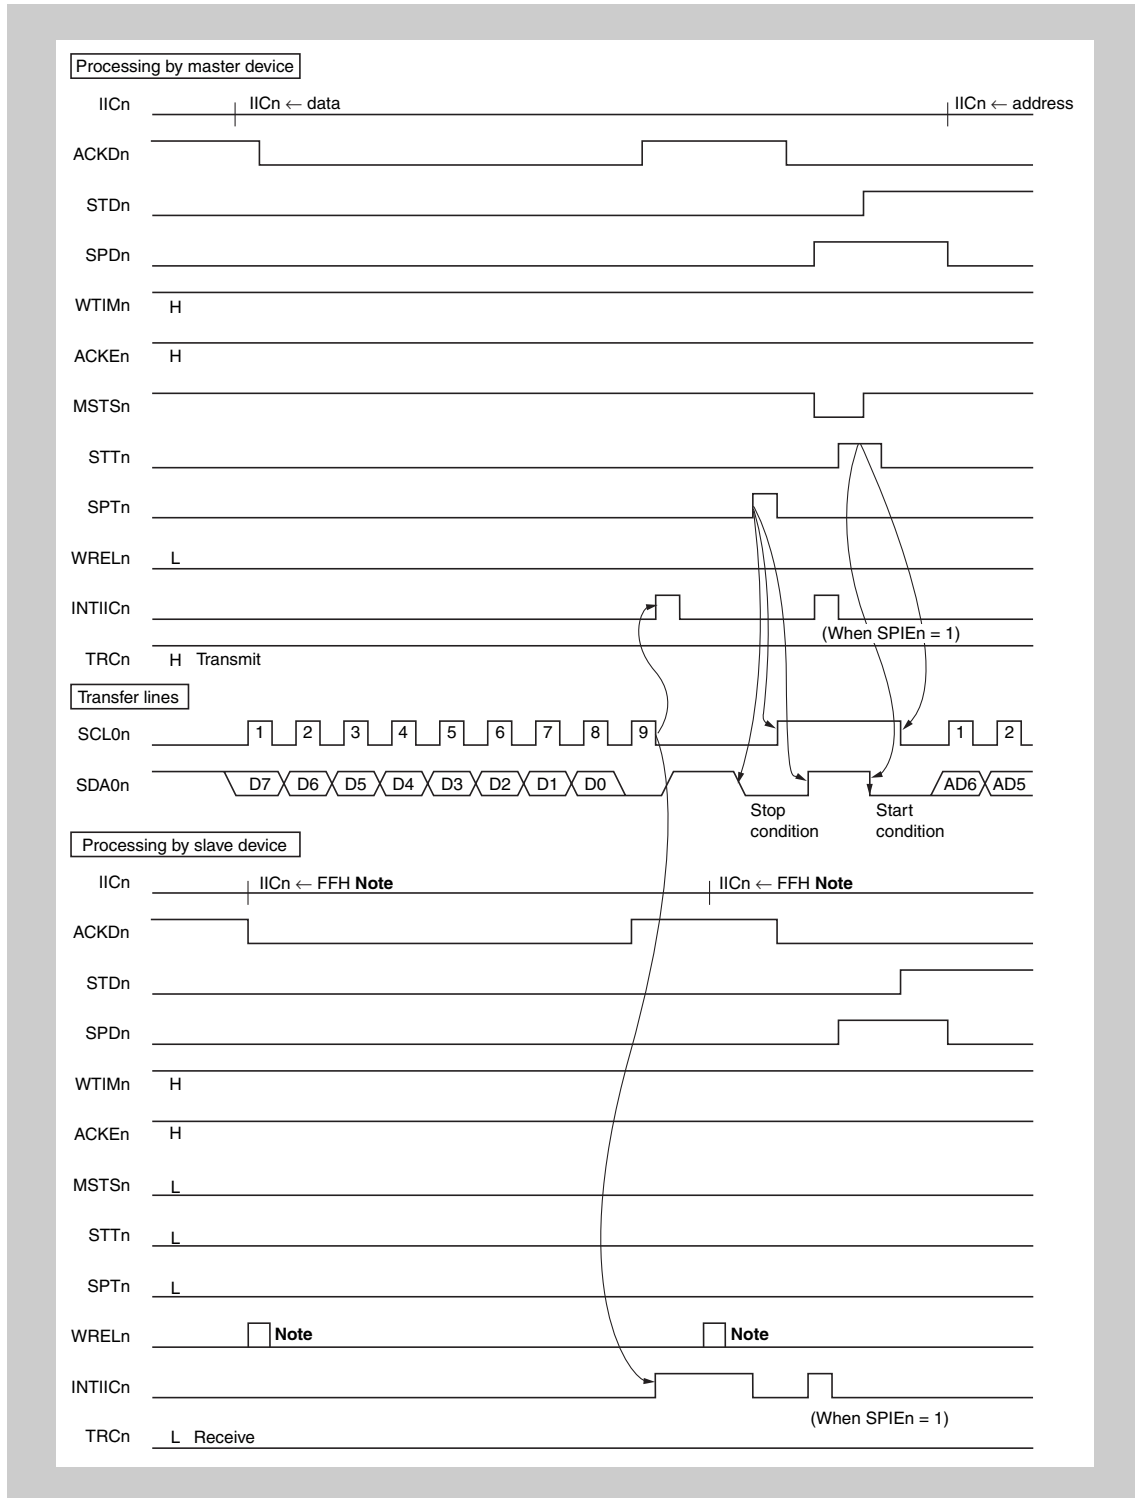 Processing by master device
IICn IICn ← data IICn ← address
ACKDn
STDn
SPDn
WTIMn H
ACKEn H
MSTSn
STTn
SPTn
WRELn L
INTIICn
(When SPIEn = 1)
TRCn H Transmit
Transfer lines
SCL0n 1 2 3 4 5 6 7 8 9 1 2
SDA0n D7 D6 D5 D4 D3 D2 D1 D0 AD6 AD5
Stop condition
Start condition
Processing by slave device
IICn IICn ← FFH Note IICn ← FFH Note
ACKDn
STDn
SPDn
WTIMn H
ACKEn H
MSTSn L
STTn L
SPTn L
WRELn Note Note
INTIICn
(When SPIEn = 1)
TRCn L Receive